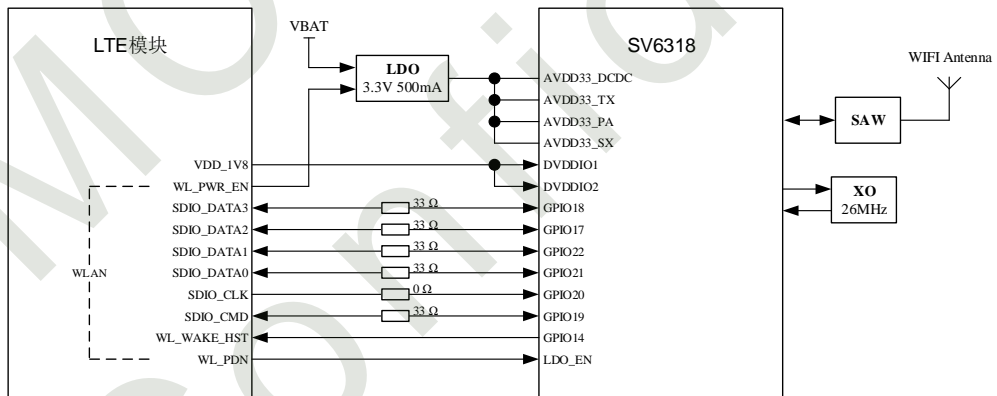 LTE模块
VBAT
LDO
3.3V 500mA
SV6318
WIFI Antenna
AVDD33_DCDC
AVDD33_TX
AVDD33_PA
AVDD33_SX
SAW
VDD_1V8
DVDDIO1
WL_PWR_EN
DVDDIO2
XO
26MHz
SDIO_DATA3
33 Ω
GPIO18
SDIO_DATA2
33 Ω
GPIO17
SDIO_DATA1
33 Ω
GPIO22
WLAN
SDIO_DATA0
33 Ω
GPIO21
SDIO_CLK
0 Ω
GPIO20
SDIO_CMD
33 Ω
GPIO19
WL_WAKE_HST
GPIO14
WL_PDN
LDO_EN